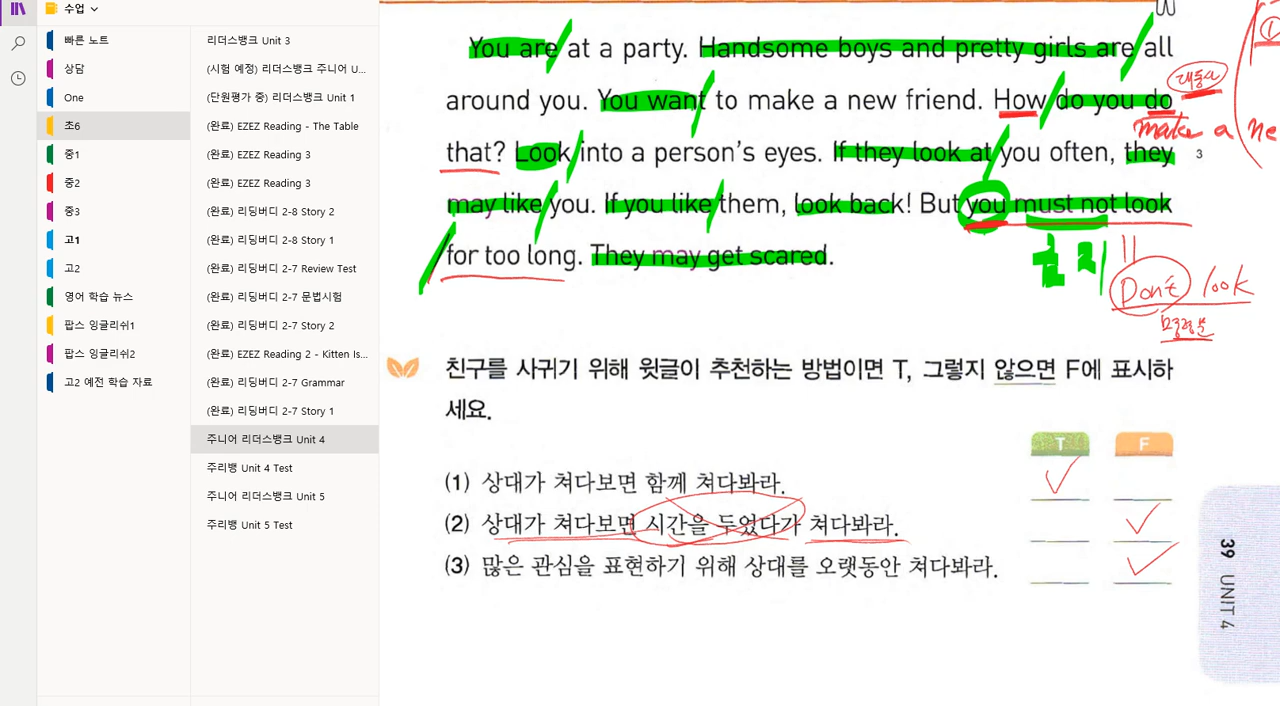 수업
빠른 노트
상담
One
초6
중1
중2
중3
고1
고2
영어 학습 뉴스
팝스 잉글리쉬1
팝스 잉글리쉬2
고2 예전 학습 자료
리더스뱅크 Unit 3
(시험 예정) 리더스뱅크 주니어 U...
(단원평가 중) 리더스뱅크 Unit 1
(완료) EZEZ Reading - The Table
(완료) EZEZ Reading 3
(완료) EZEZ Reading 3
(완료) 리딩버디 2-8 Story 2
(완료) 리딩버디 2-8 Story 1
(완료) 리딩버디 2-7 Review Test
(완료) 리딩버디 2-7 문법시험
(완료) 리딩버디 2-7 Story 2
(완료) EZEZ Reading 2 - Kitten Is...
(완료) 리딩버디 2-7 Grammar
(완료) 리딩버디 2-7 Story 1
주니어 리더스뱅크 Unit 4
주리뱅 Unit 4 Test
주니어 리더스뱅크 Unit 5
주리뱅 Unit 5 Test
You are at a party. Handsome boys and pretty girls are all
around you. You want to make a new friend. How do you do
대동사
①
make a ne
that? Look into a person's eyes. If they look at you often, they
3
may like you. If you like them, look back! But you must not look
for too long. They may get scared.
금지
Don't look
명령문
친구를 사귀기 위해 윗글이 추천하는 방법이면 T, 그렇지 않으면 F에 표시하
세요.
T F
(1) 상대가 쳐다보면 함께 쳐다봐라.
(2) 상대가 쳐다보면 시간을 두었다가 쳐다봐라.
(3) 많은 관심을 표현하기 위해 상대를 오랫동안 쳐다봐라.
39 UNIT 4